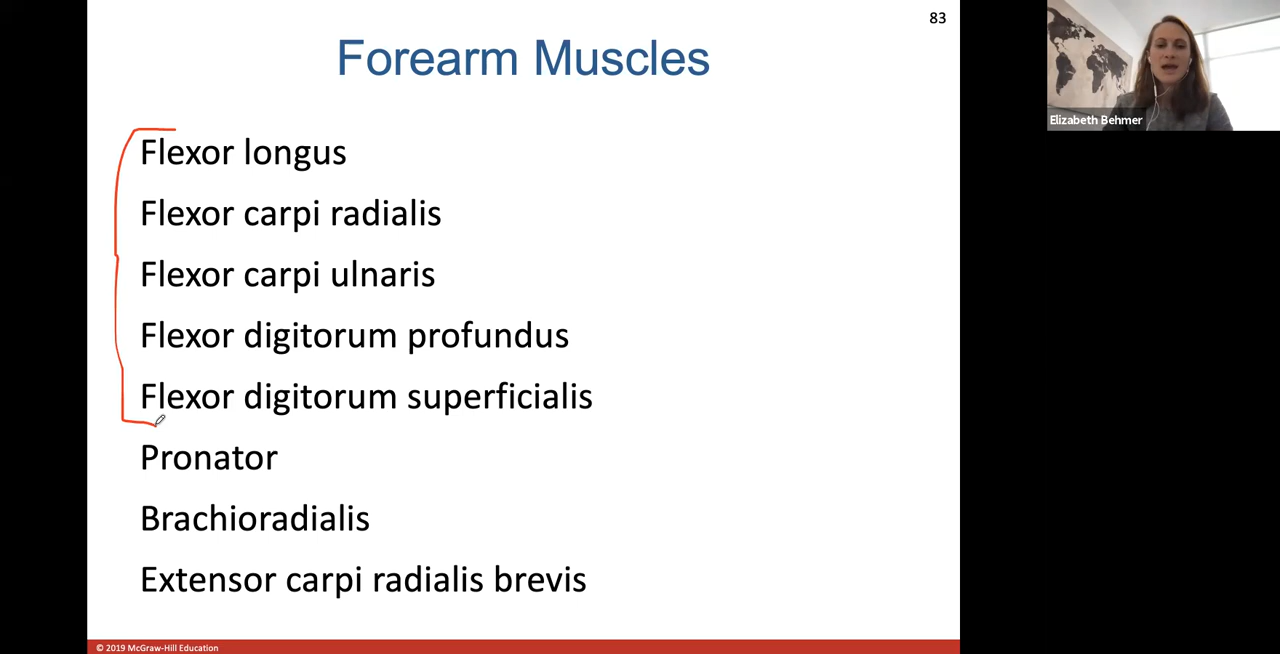 83
Forearm Muscles
Elizabeth Behmer
Flexor longus
Flexor carpi radialis
Flexor carpi ulnaris
Flexor digitorum profundus
Flexor digitorum superficialis
Pronator
Brachioradialis
Extensor carpi radialis brevis
© 2019 McGraw-Hill Education